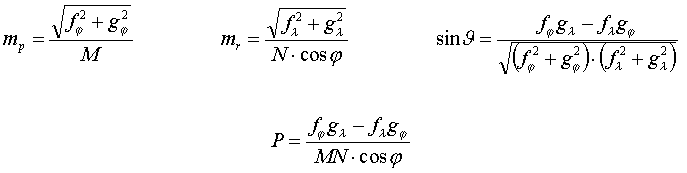 m_p = √(f_φ² + g_φ²) / M    m_r = √(f_λ² + g_λ²) / (N · cos φ)    sin ϑ = (f_φ g_λ − f_λ g_φ) / √((f_φ² + g_φ²) · (f_λ² + g_λ²))
P = (f_φ g_λ − f_λ g_φ) / (MN · cos φ)